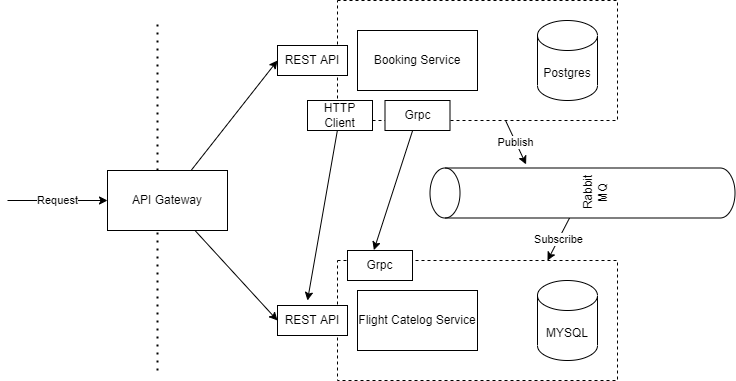 REST API
Booking Service
Postgres
HTTP
Client
Grpc
Publish
Request
API Gateway
Rabbit
MQ
Subscribe
Grpc
REST API
Flight Catelog Service
MYSQL